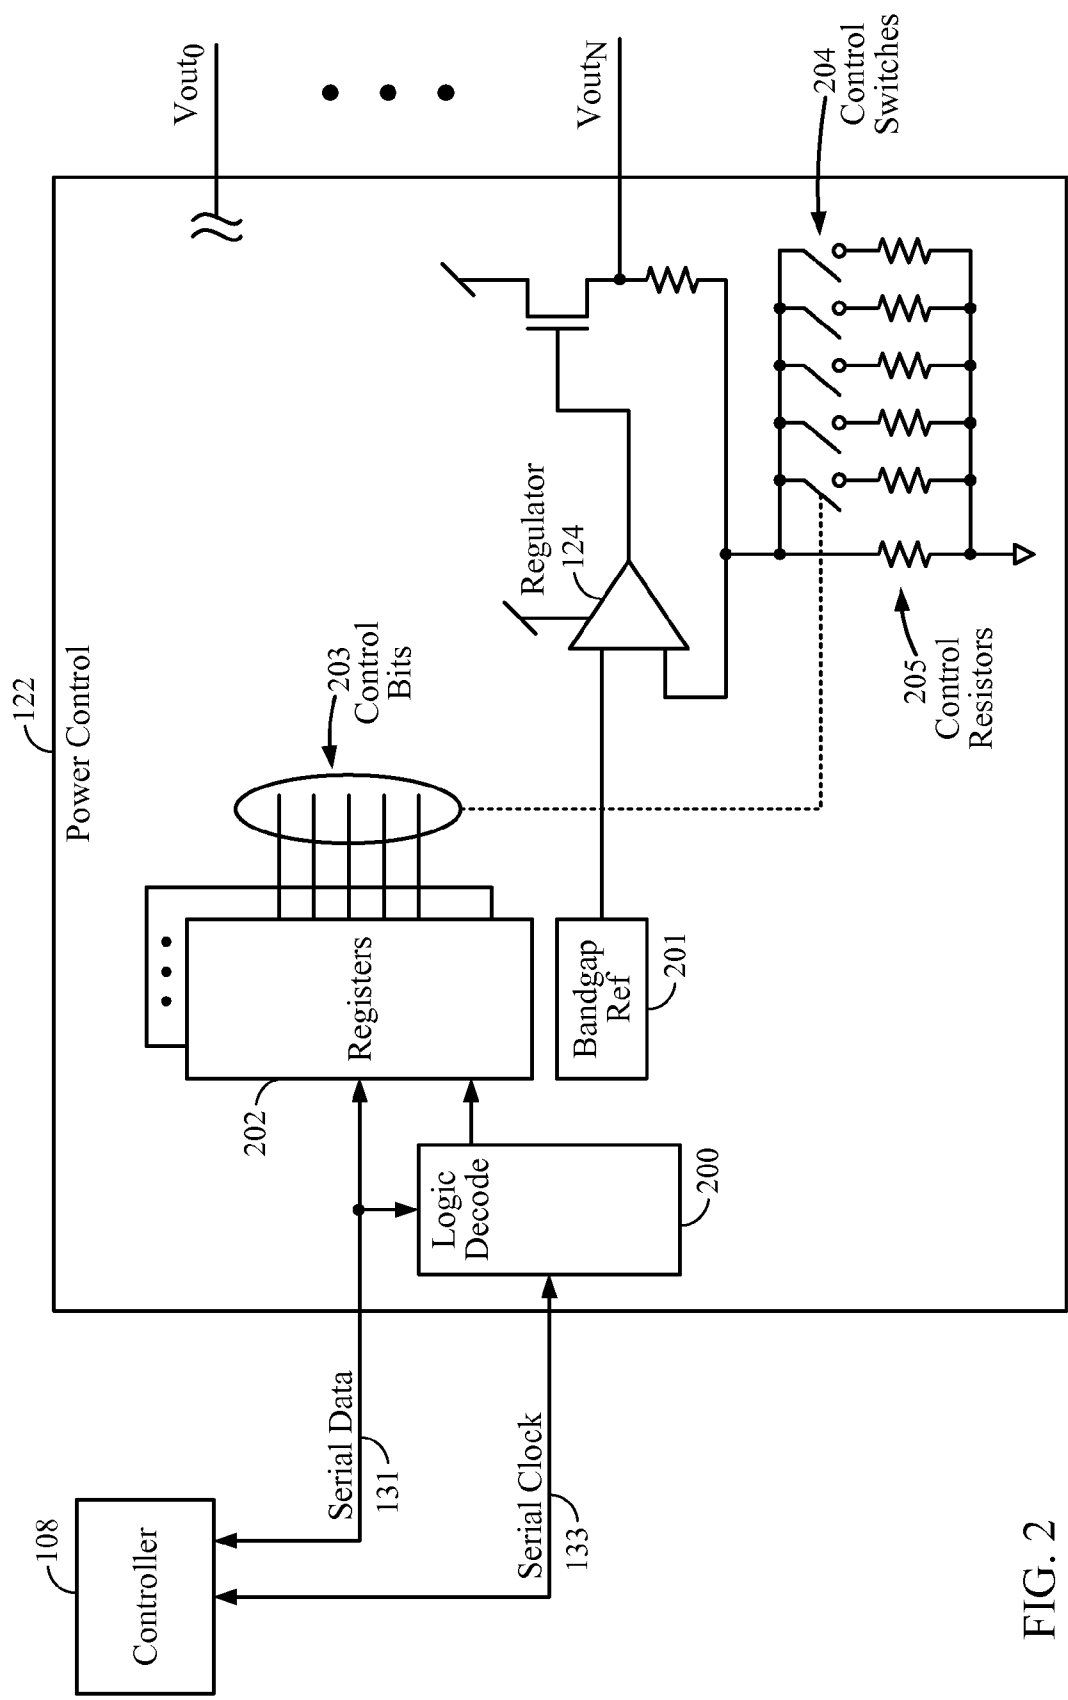 108
Controller
Serial Data
131
Serial Clock
133
122
Power Control
Logic
Decode
200
202
Registers
Bandgap
Ref
201
203
Control
Bits
Regulator
124
205
Control
Resistors
204
Control
Switches
Vout0
VoutN
FIG. 2